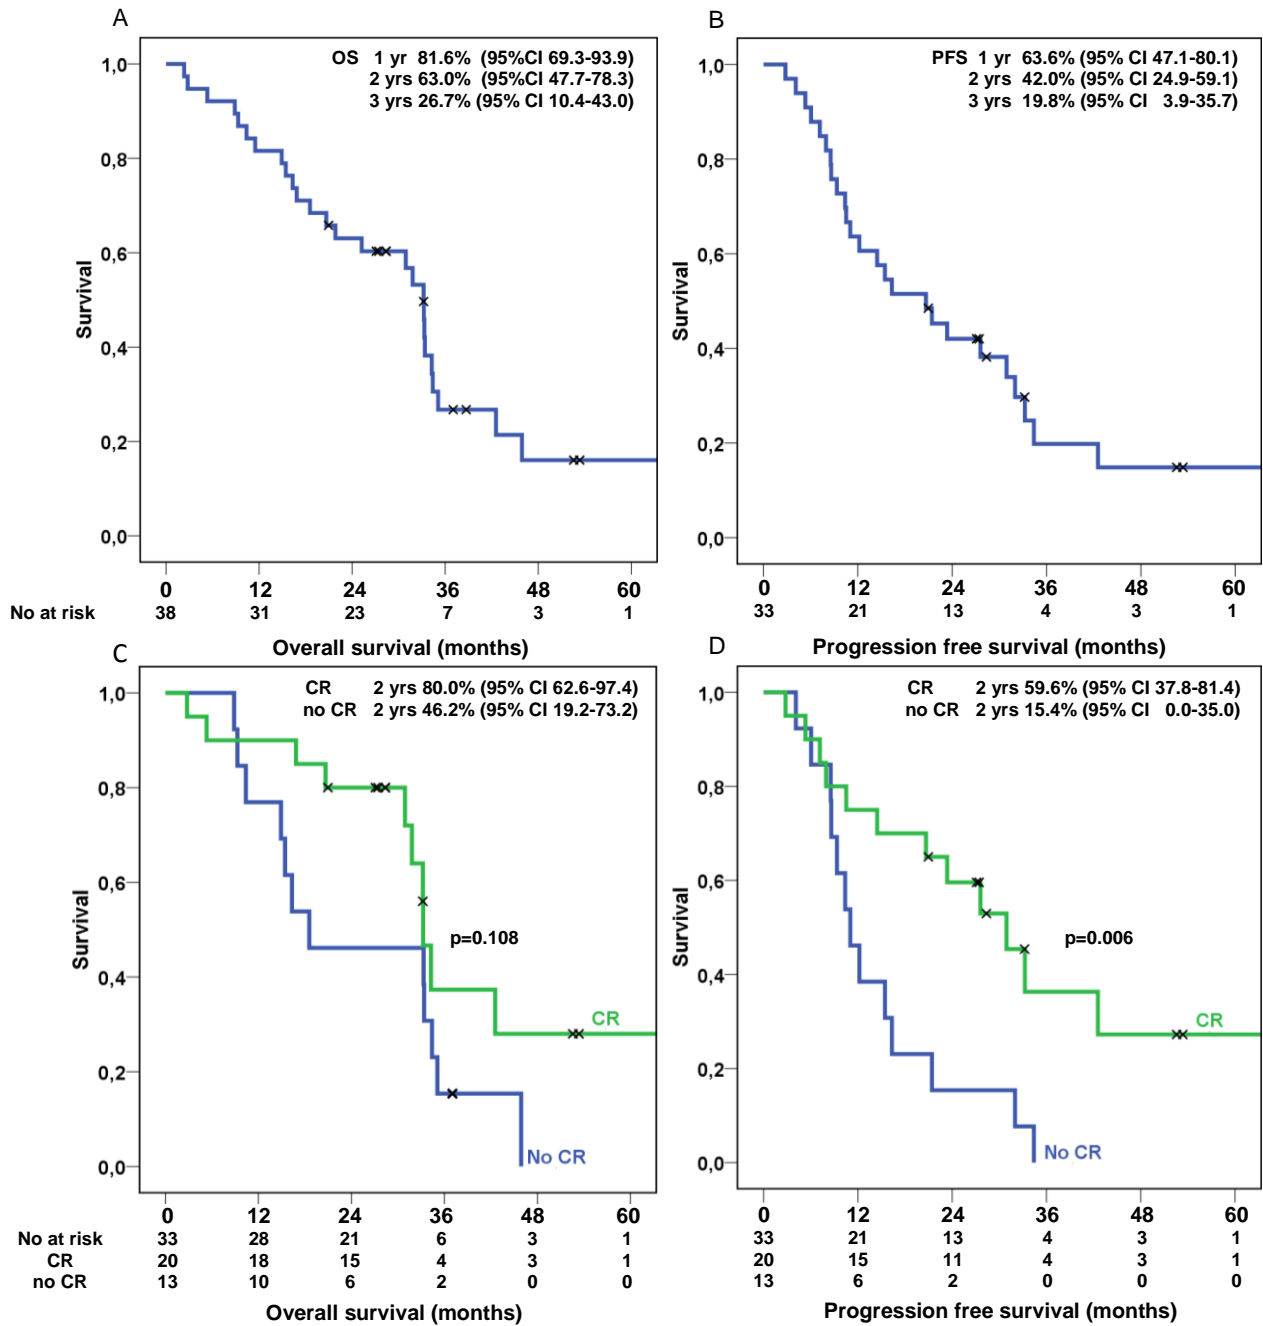 A
OS 1 yr 81.6% (95%CI 69.3-93.9)
2 yrs 63.0% (95%CI 47.7-78.3)
3 yrs 26.7% (95% CI 10.4-43.0)
1,0
0,8
0,6
0,4
0,2
0,0
Survival
0 12 24 36 48 60
No at risk 38 31 23 7 3 1
Overall survival (months)
B
PFS 1 yr 63.6% (95% CI 47.1-80.1)
2 yrs 42.0% (95% CI 24.9-59.1)
3 yrs 19.8% (95% CI 3.9-35.7)
1,0
0,8
0,6
0,4
0,2
0,0
Survival
0 12 24 36 48 60
33 21 13 4 3 1
Progression free survival (months)
C
CR 2 yrs 80.0% (95% CI 62.6-97.4)
no CR 2 yrs 46.2% (95% CI 19.2-73.2)
1,0
0,8
0,6
0,4
0,2
0,0
Survival
p=0.108
CR
No CR
0 12 24 36 48 60
No at risk 33 28 21 6 3 1
CR 20 18 15 4 3 1
no CR 13 10 6 2 0 0
Overall survival (months)
D
CR 2 yrs 59.6% (95% CI 37.8-81.4)
no CR 2 yrs 15.4% (95% CI 0.0-35.0)
1,0
0,8
0,6
0,4
0,2
0,0
Survival
p=0.006
CR
No CR
0 12 24 36 48 60
33 21 13 4 3 1
20 15 11 4 3 1
13 6 2 0 0 0
Progression free survival (months)